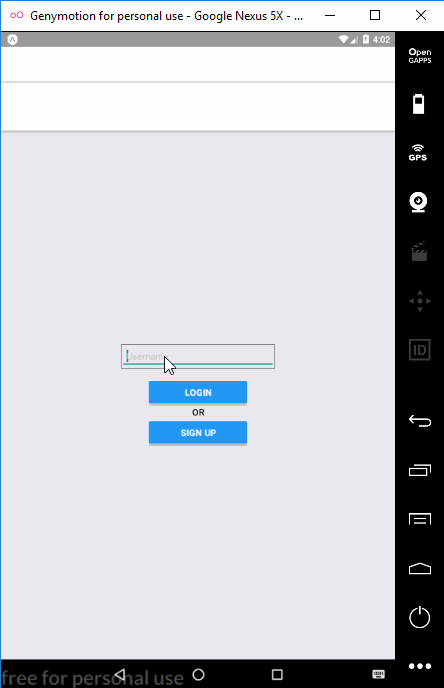 Genymotion for personal use - Google Nexus 5X - ...
4:02
Open
GAPPS
GPS
ID
Username
LOGIN
OR
SIGN UP
free for personal use